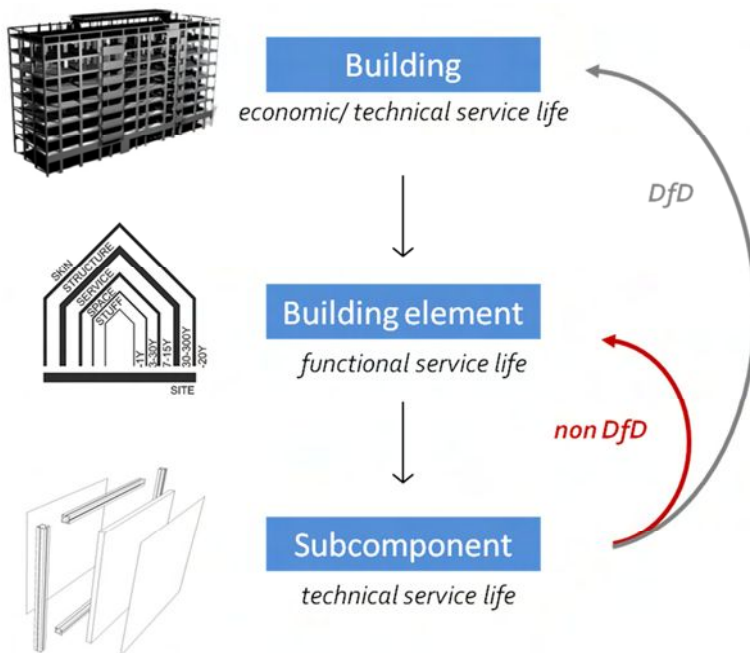 Building
economic/ technical service life
DfD
SKIN
STRUCTURE
SERVICE
SPACE
STUFF
-1Y
3-30Y
7-15Y
30-300Y
-20Y
SITE
Building element
functional service life
non DfD
Subcomponent
technical service life